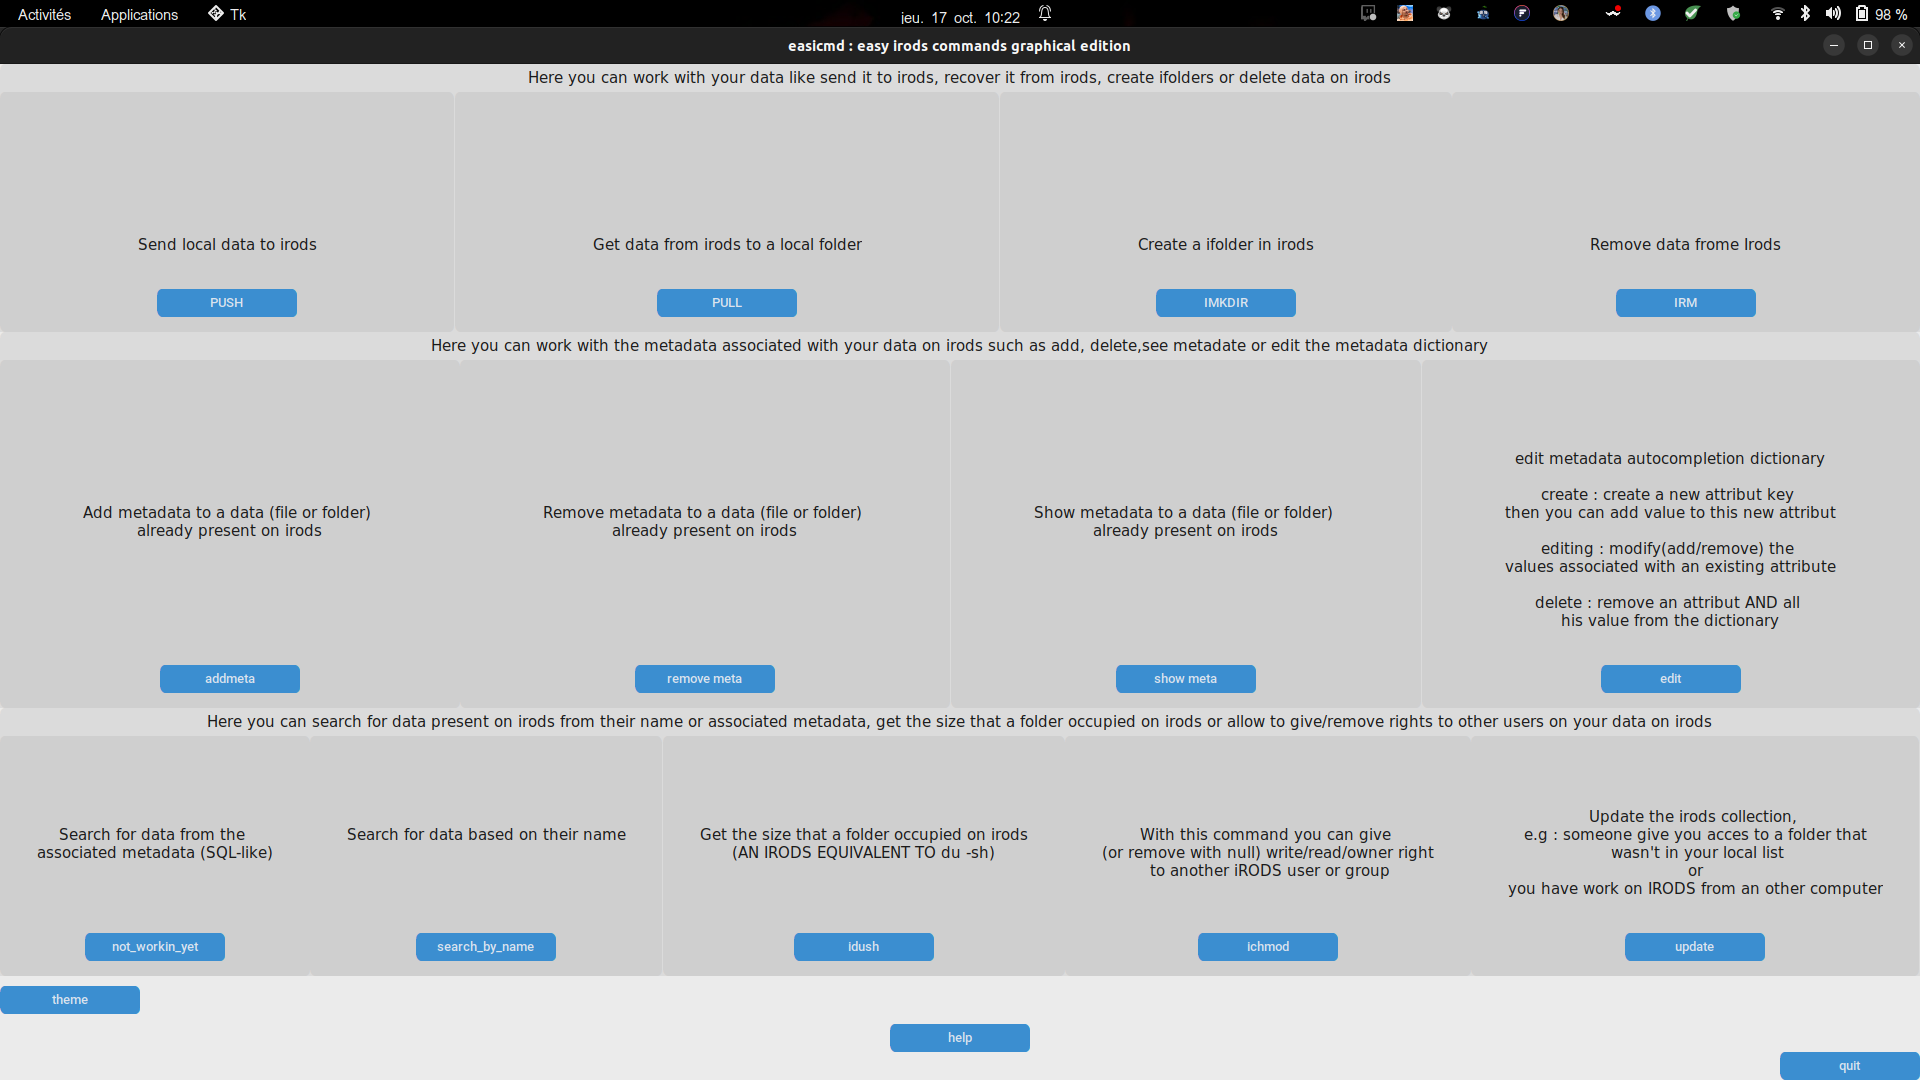 Activités Applications Tk jeu. 17 oct. 10:22 98 %
easicmd : easy irods commands graphical edition
Here you can work with your data like send it to irods, recover it from irods, create ifolders or delete data on irods
Send local data to irods
PUSH
Get data from irods to a local folder
PULL
Create a ifolder in irods
IMKDIR
Remove data frome Irods
IRM
Here you can work with the metadata associated with your data on irods such as add, delete,see metadate or edit the metadata dictionary
Add metadata to a data (file or folder)
already present on irods
addmeta
Remove metadata to a data (file or folder)
already present on irods
remove meta
Show metadata to a data (file or folder)
already present on irods
show meta
edit metadata autocompletion dictionary
create : create a new attribut key
then you can add value to this new attribut
editing : modify(add/remove) the
values associated with an existing attribute
delete : remove an attribut AND all
his value from the dictionary
edit
Here you can search for data present on irods from their name or associated metadata, get the size that a folder occupied on irods or allow to give/remove rights to other users on your data on irods
Search for data from the
associated metadata (SQL-like)
not_workin_yet
Search for data based on their name
search_by_name
Get the size that a folder occupied on irods
(AN IRODS EQUIVALENT TO du -sh)
idush
With this command you can give
(or remove with null) write/read/owner right
to another iRODS user or group
ichmod
Update the irods collection,
e.g : someone give you acces to a folder that
wasn't in your local list
or
you have work on IRODS from an other computer
update
theme
help
quit